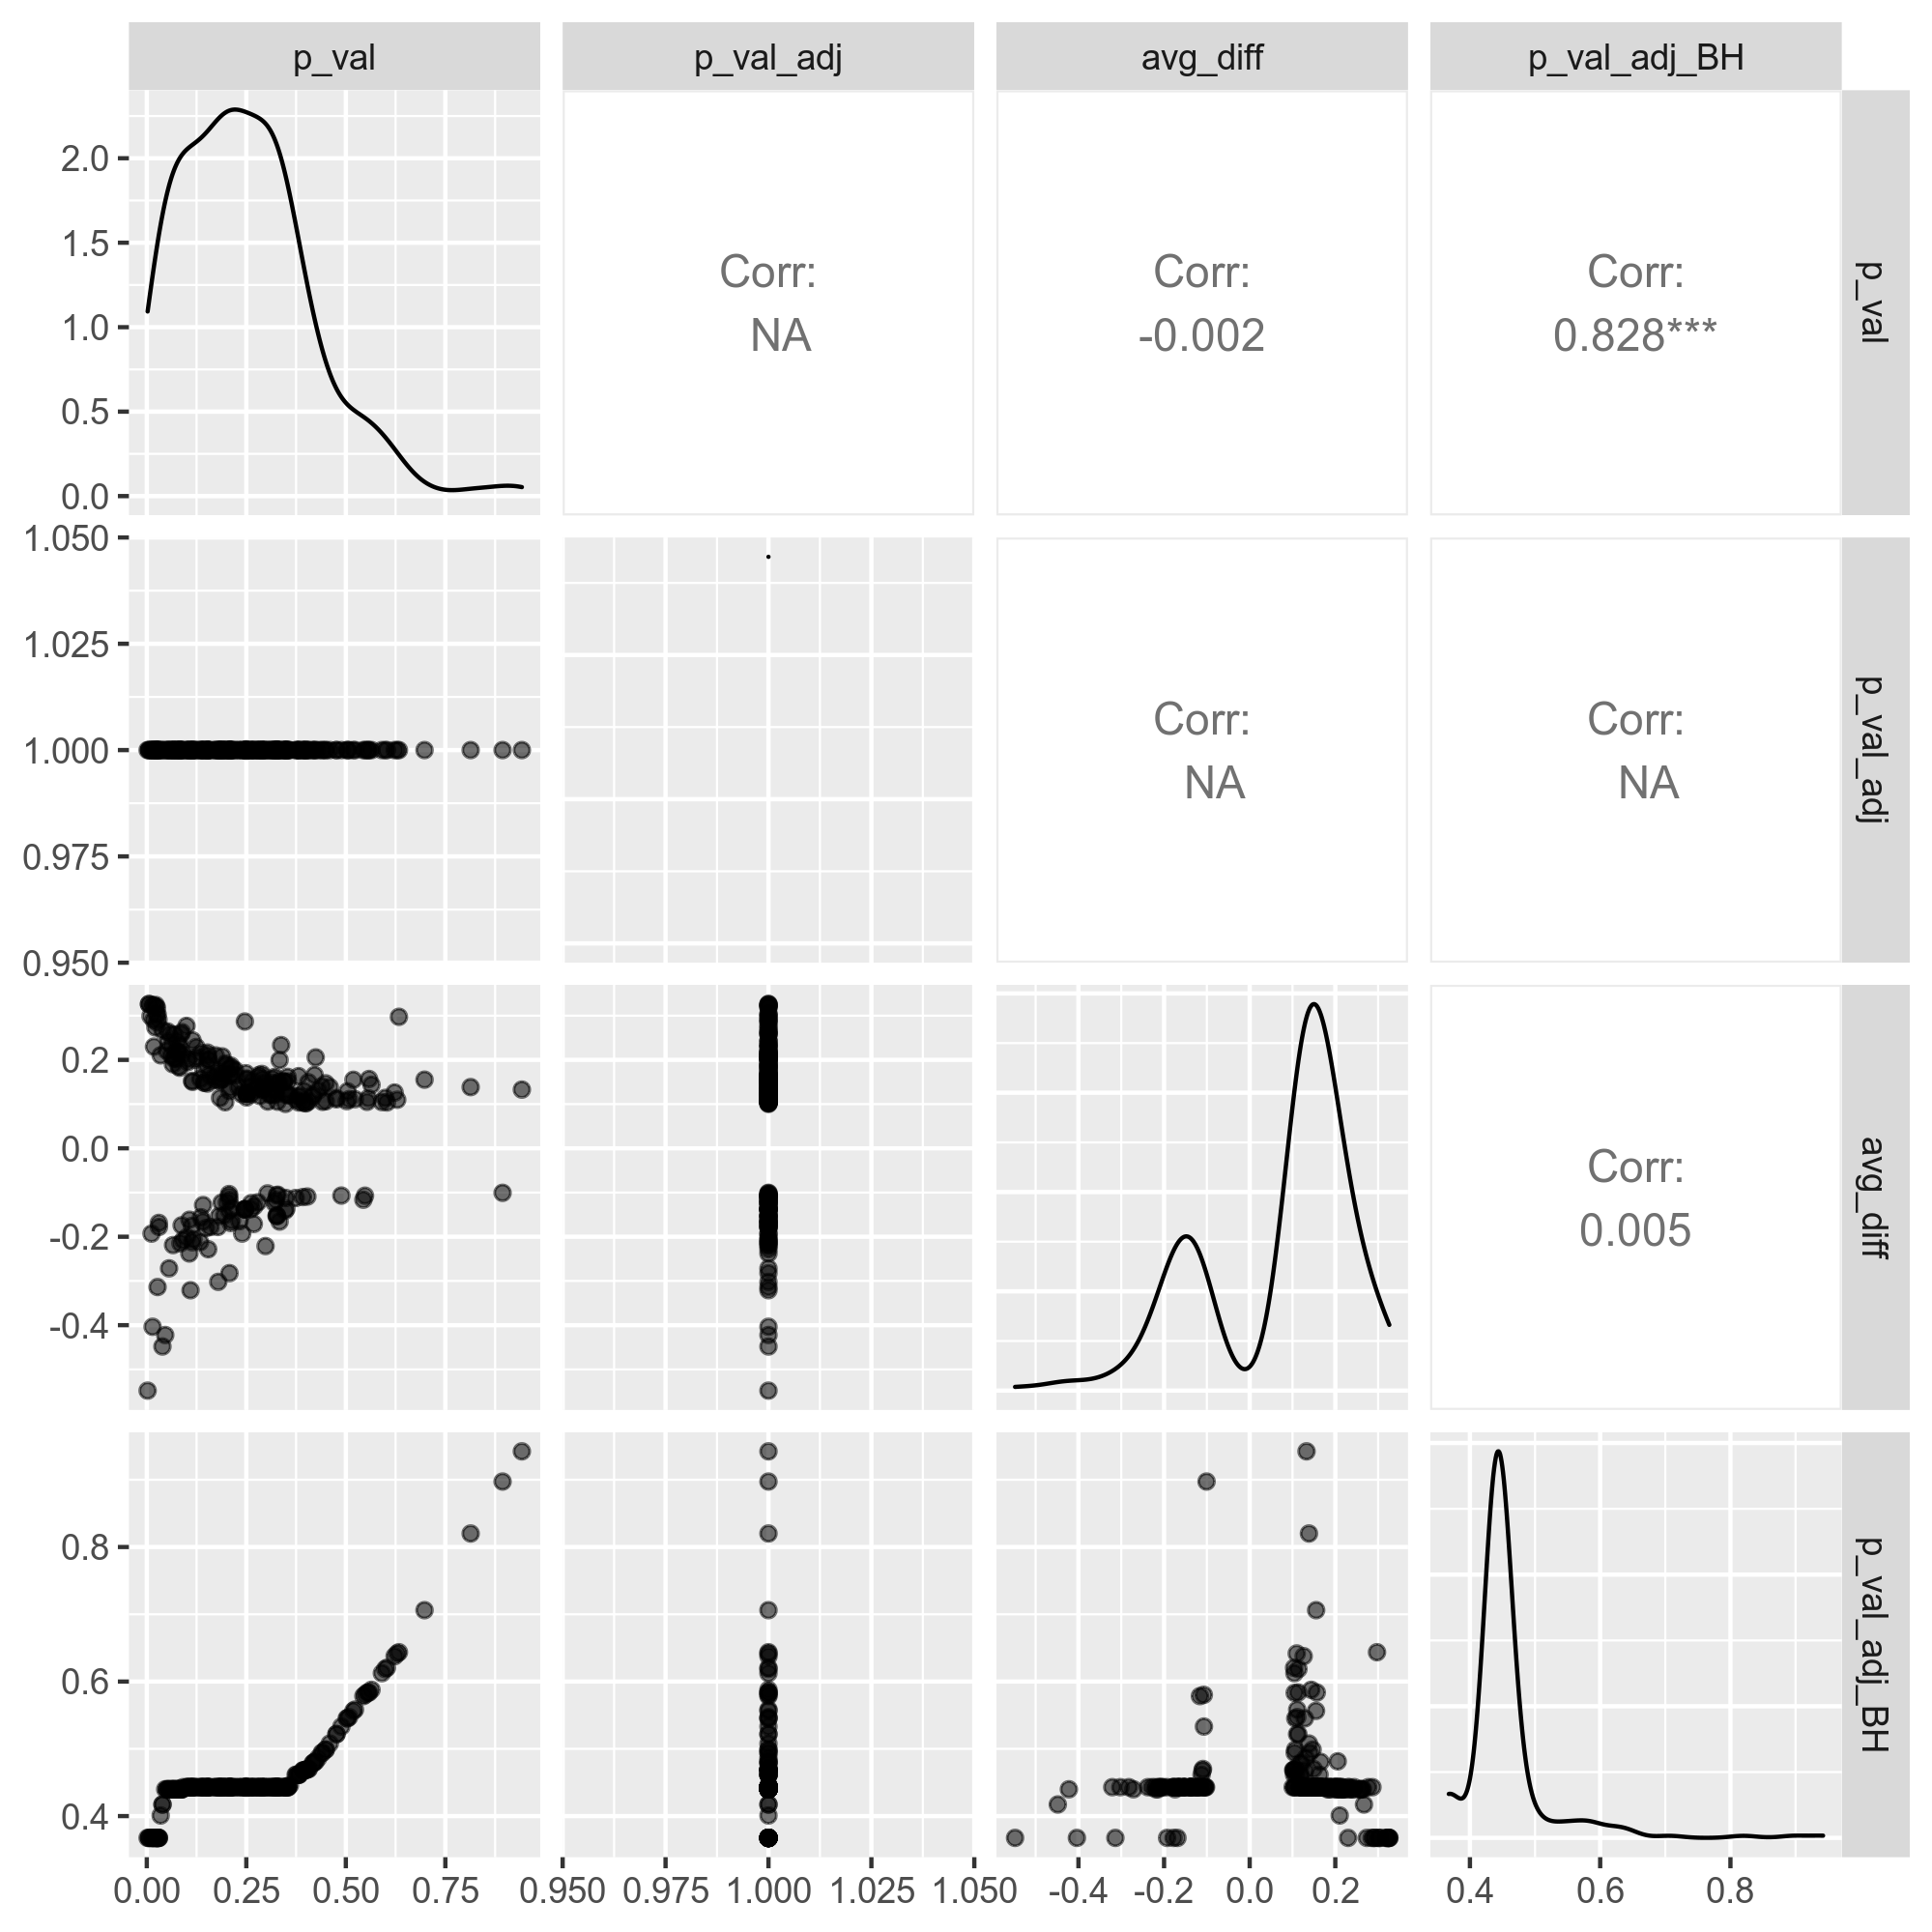 p_val p_val_adj avg_diff p_val_adj_BH
2.0
1.5
1.0
0.5
0.0
Corr:
NA
Corr:
-0.002
Corr:
0.828***
p_val
1.050
1.025
1.000
0.975
0.950
Corr:
NA
Corr:
NA
p_val_adj
0.2
0.0
-0.2
-0.4
Corr:
0.005
avg_diff
0.8
0.6
0.4
p_val_adj_BH
0.00 0.25 0.50 0.75
0.950 0.975 1.000 1.025 1.050
-0.4 -0.2 0.0 0.2
0.4 0.6 0.8